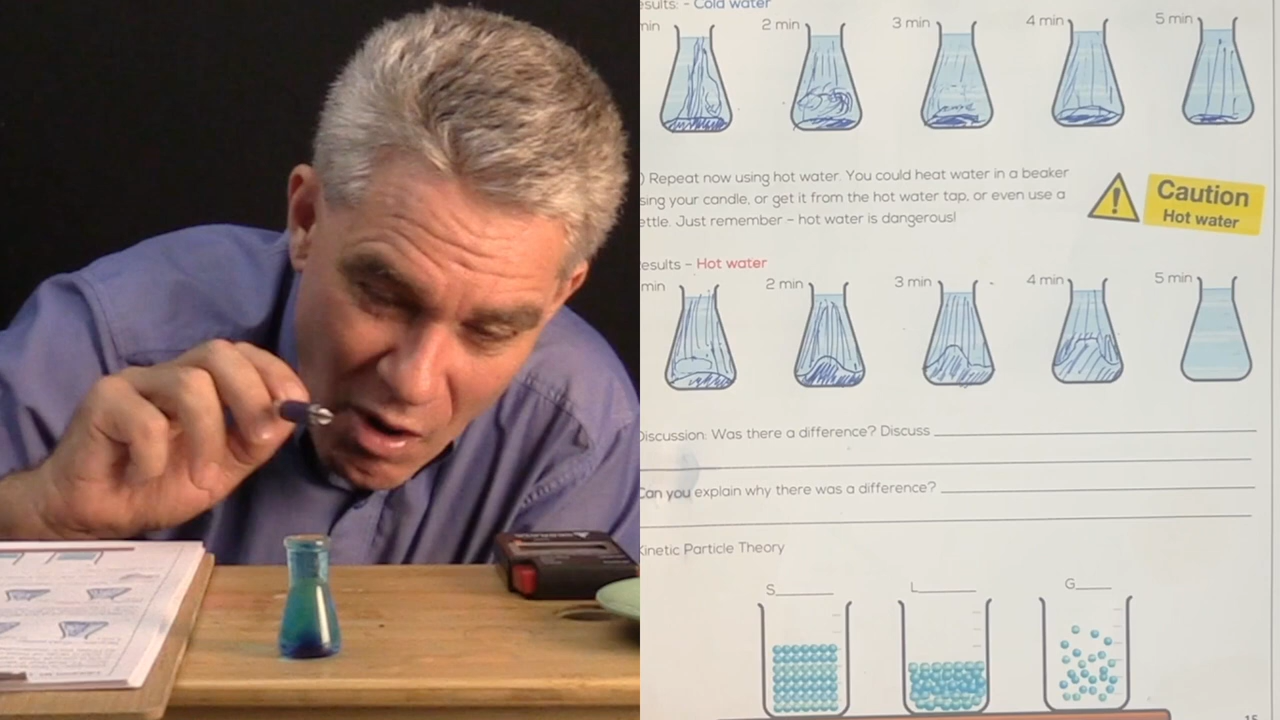 esults: - Cold water
min 2 min 3 min 4 min 5 min
) Repeat now using hot water. You could heat water in a beaker
sing your candle, or get it from the hot water tap, or even use a
ettle. Just remember – hot water is dangerous!
Caution
Hot water
esults – Hot water
min 2 min 3 min 4 min 5 min
Discussion: Was there a difference? Discuss
Can you explain why there was a difference?
Kinetic Particle Theory
S______ L______ G______
15